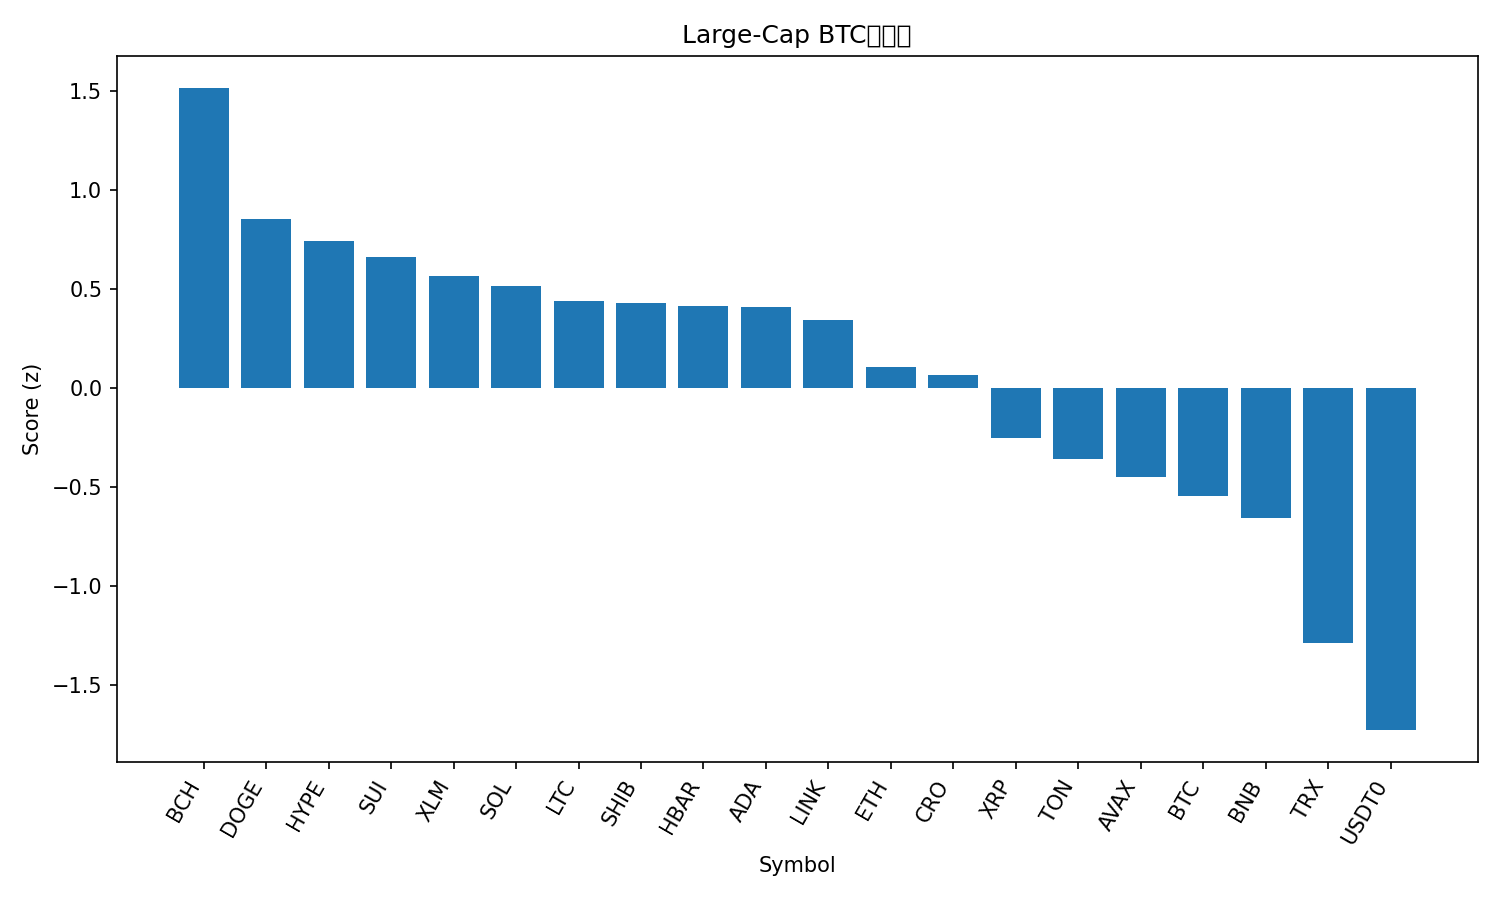 Large-Cap BTC
1.5
1.0
0.5
0.0
−0.5
−1.0
−1.5
Score (z)
BCH
DOGE
HYPE
SUI
XLM
SOL
LTC
SHIB
HBAR
ADA
LINK
ETH
CRO
XRP
TON
AVAX
BTC
BNB
TRX
USDT0
Symbol